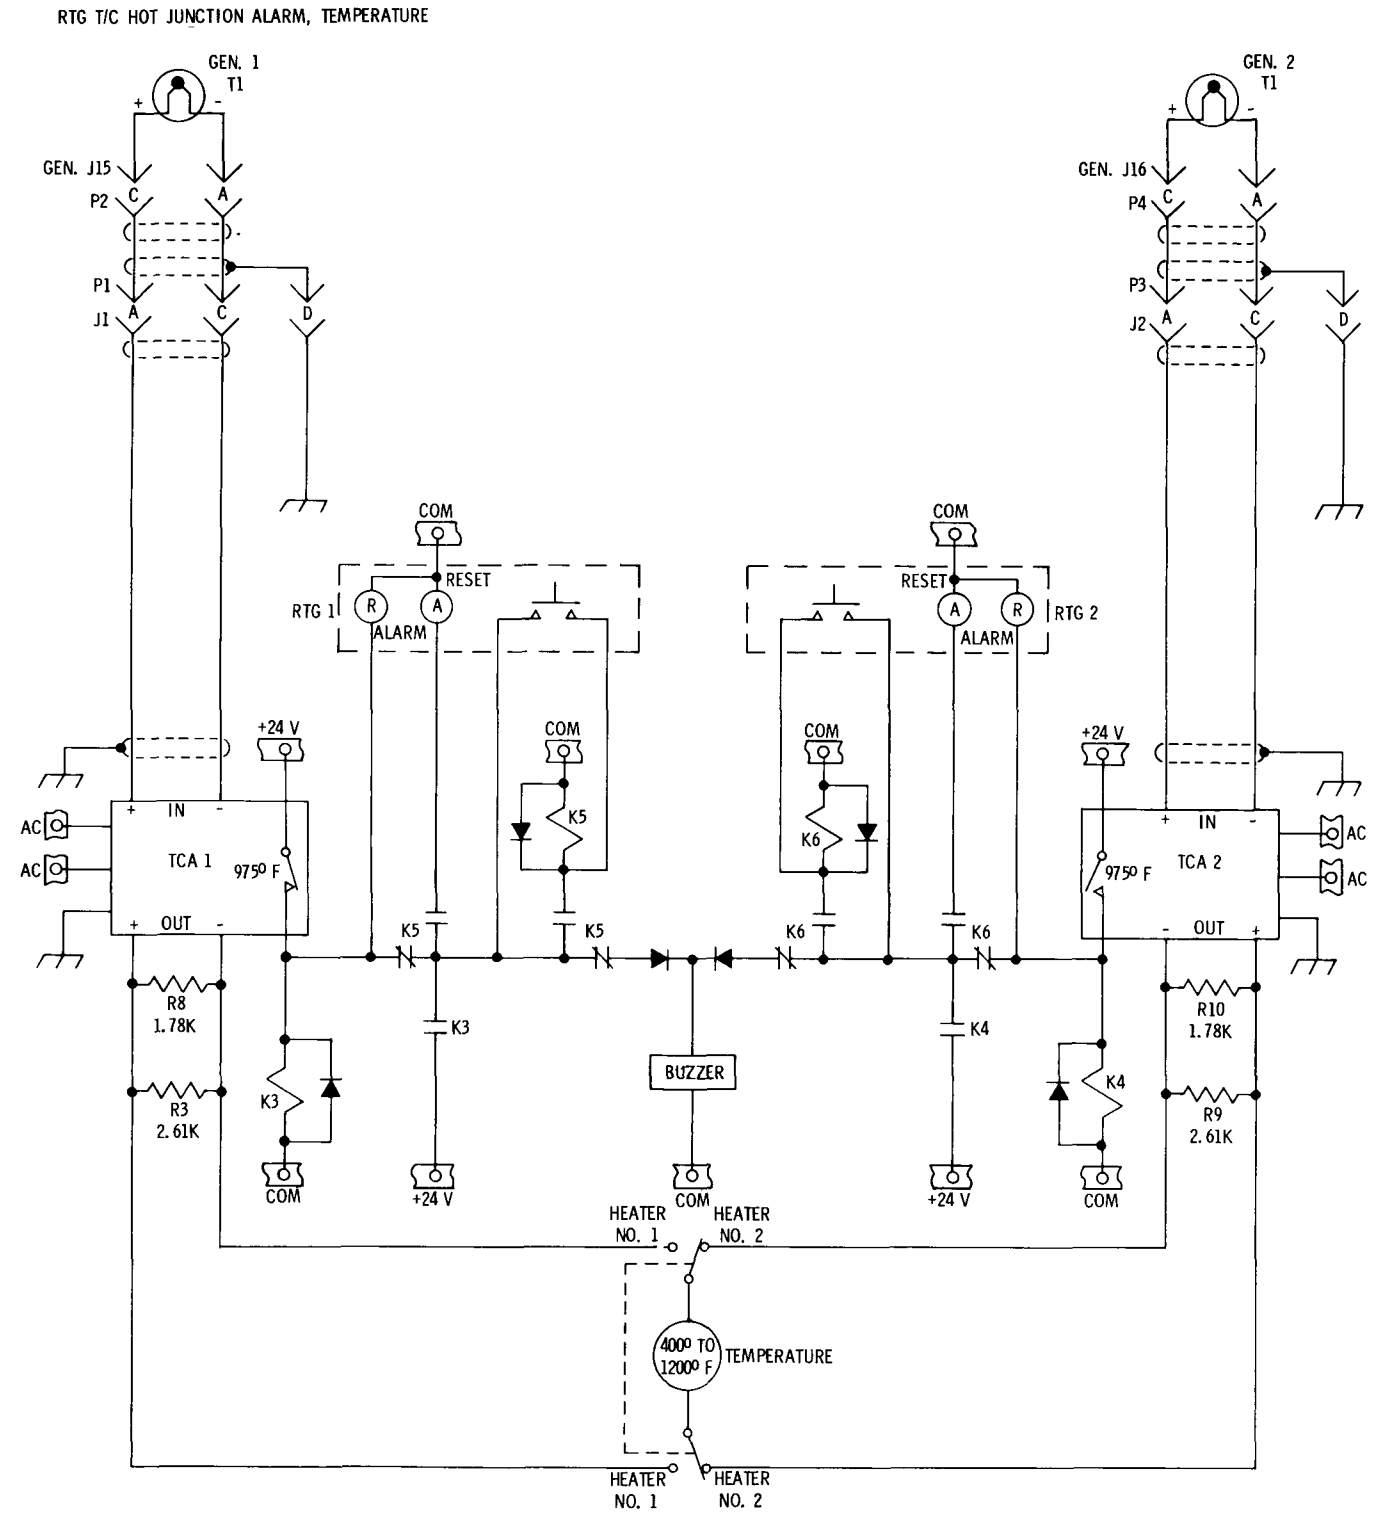 RTG T/C HOT JUNCTION ALARM, TEMPERATURE
GEN. 1
T1
+ -
GEN. J15
C A
P2
P1
A C D
J1
GEN. 2
T1
+ -
GEN. J16
C A
P4
P3
A C D
J2
COM
RESET
RTG 1
R A
ALARM
COM
RESET
A R
RTG 2
ALARM
+24 V
COM
K5
COM
K6
+24 V
AC
AC
+ IN -
TCA 1
975º F
+ OUT -
+ IN -
TCA 2
975º F
- OUT +
AC
AC
K5
K5
K6
K6
R8
1.78K
R3
2.61K
K3
COM
K3
+24 V
BUZZER
COM
K4
+24 V
K4
COM
R10
1.78K
R9
2.61K
HEATER
NO. 1
HEATER
NO. 2
400º TO
1200º F
TEMPERATURE
HEATER
NO. 1
HEATER
NO. 2